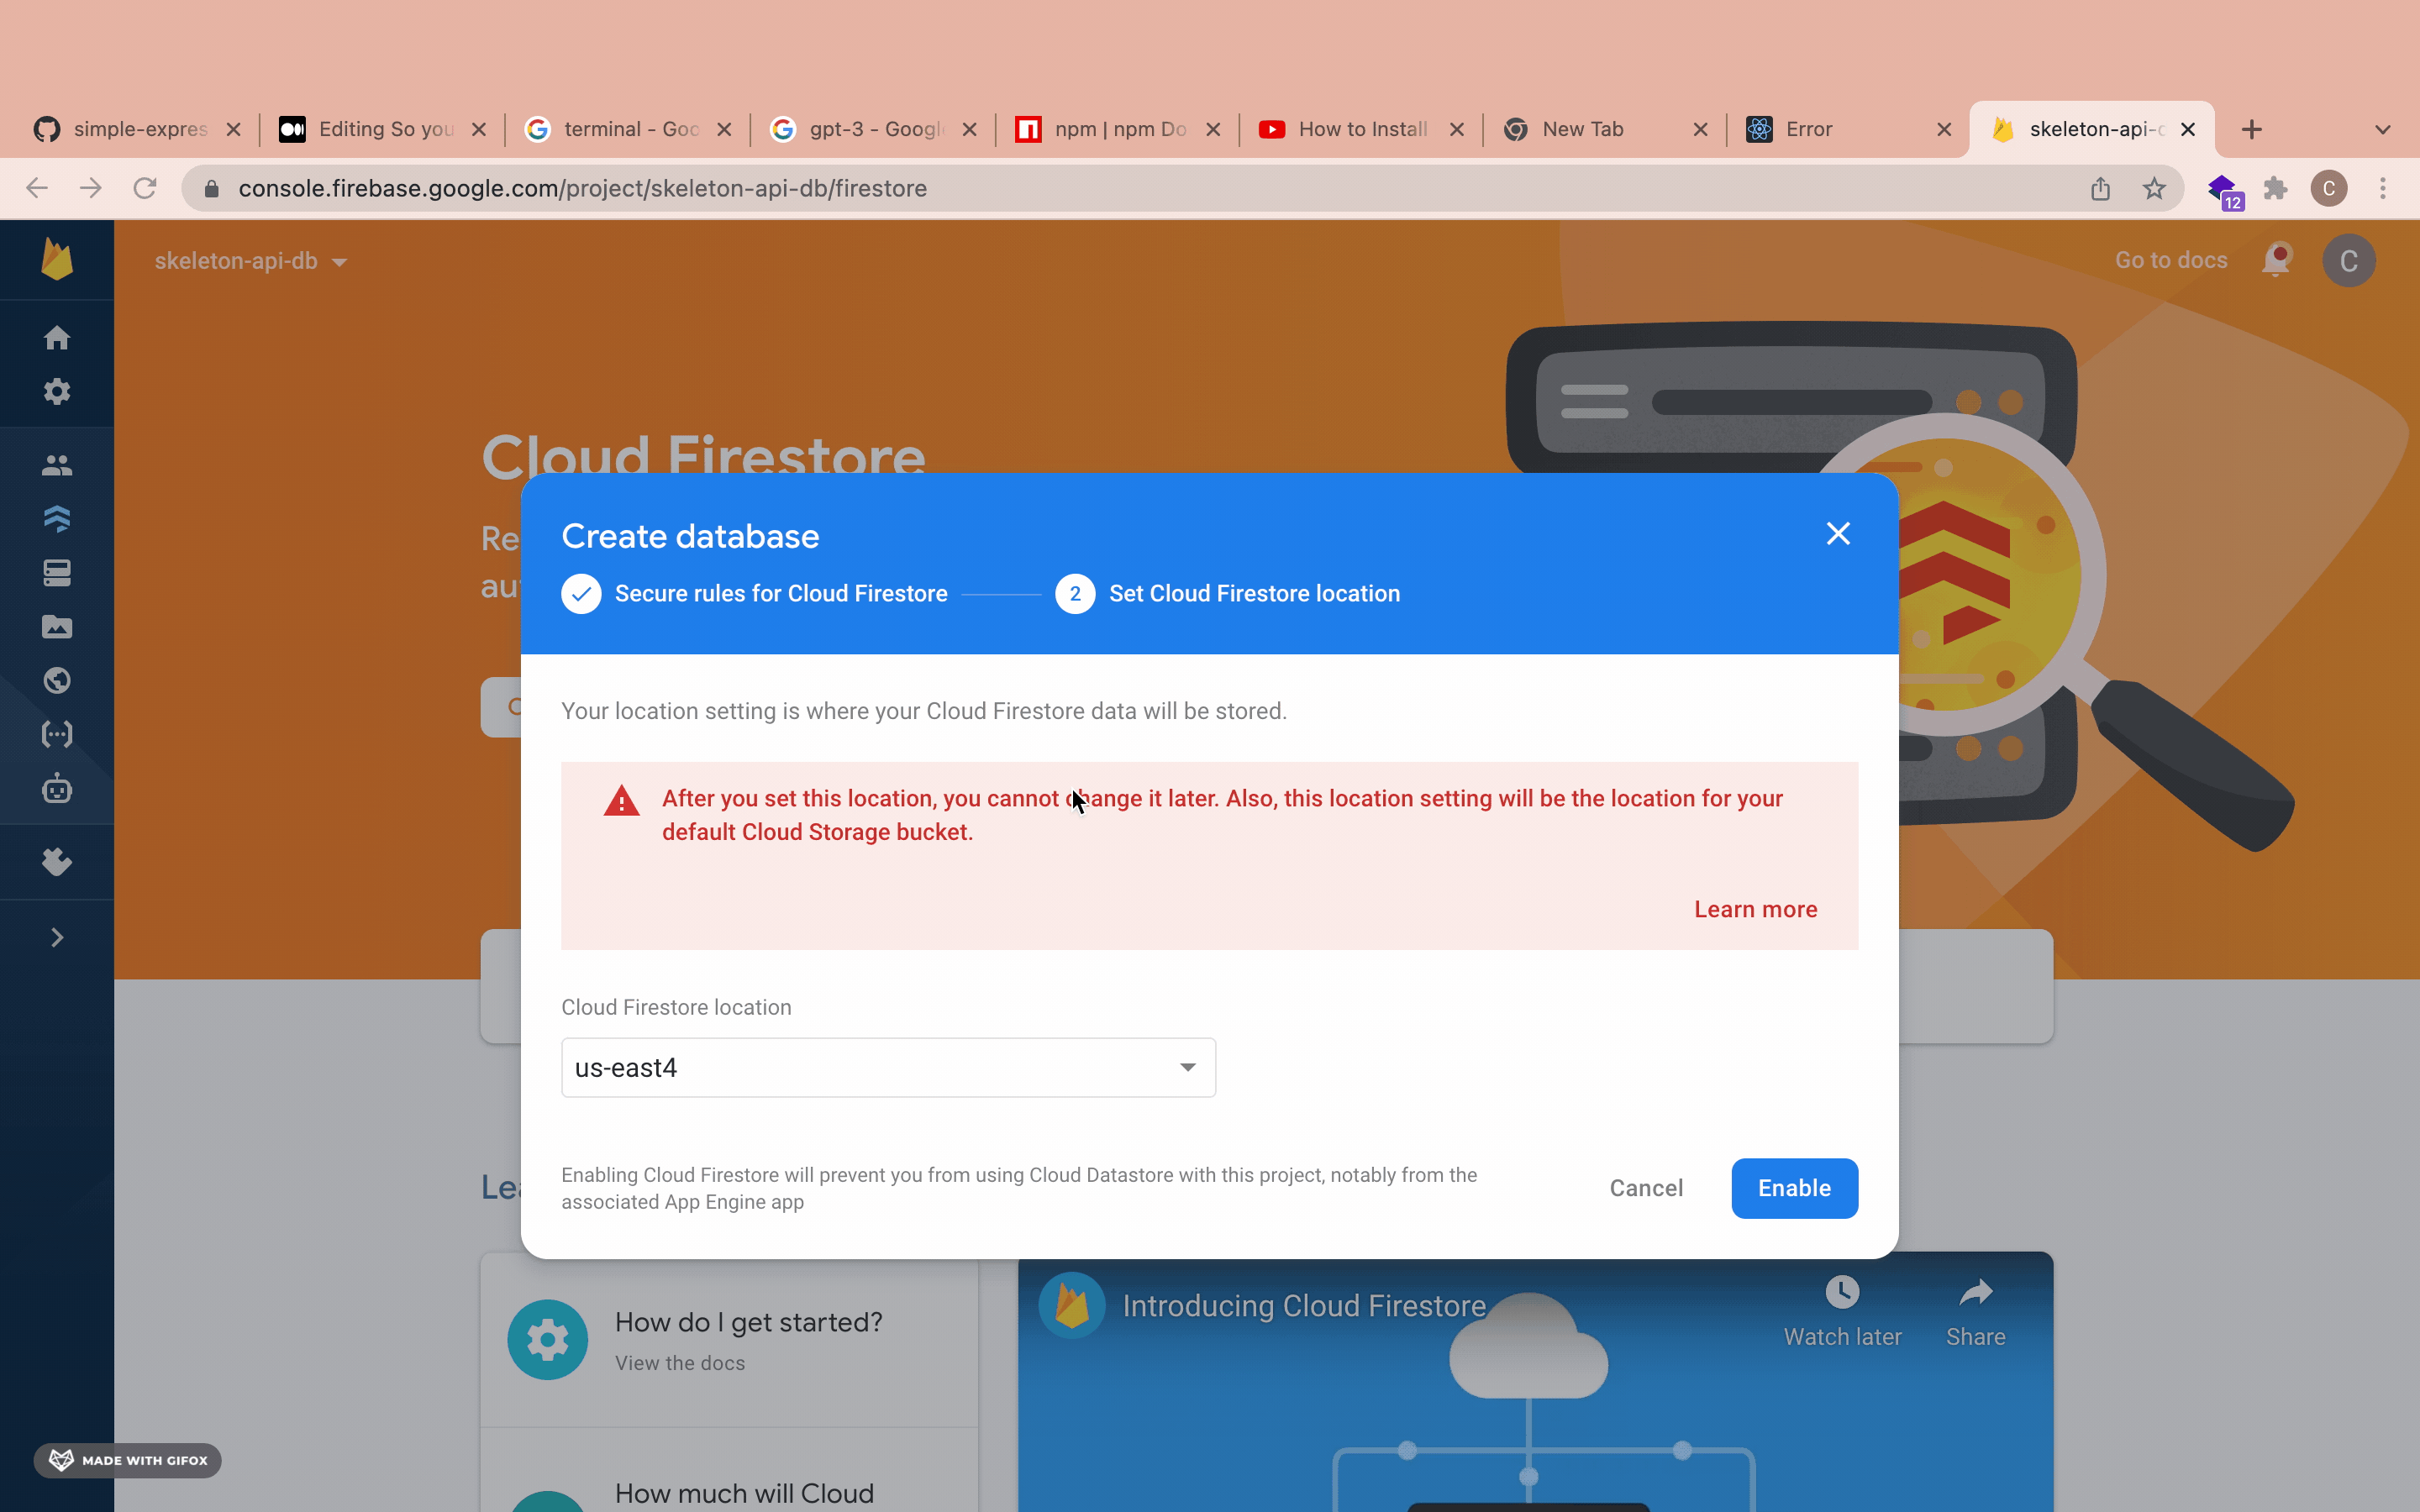 simple-expres
Editing So you
terminal - Goo
gpt-3 - Googl
npm | npm Do
How to Install
New Tab
Error
skeleton-api-d
console.firebase.google.com/project/skeleton-api-db/firestore
12
C
skeleton-api-db
Go to docs
C
Cloud Firestore
Re
au
Create database
Secure rules for Cloud Firestore
2
Set Cloud Firestore location
Your location setting is where your Cloud Firestore data will be stored.
After you set this location, you cannot change it later. Also, this location setting will be the location for your
default Cloud Storage bucket.
Learn more
Cloud Firestore location
us-east4
Enabling Cloud Firestore will prevent you from using Cloud Datastore with this project, notably from the
associated App Engine app
Cancel
Enable
Lea
How do I get started?
View the docs
How much will Cloud
Introducing Cloud Firestore
Watch later
Share
MADE WITH GIFOX